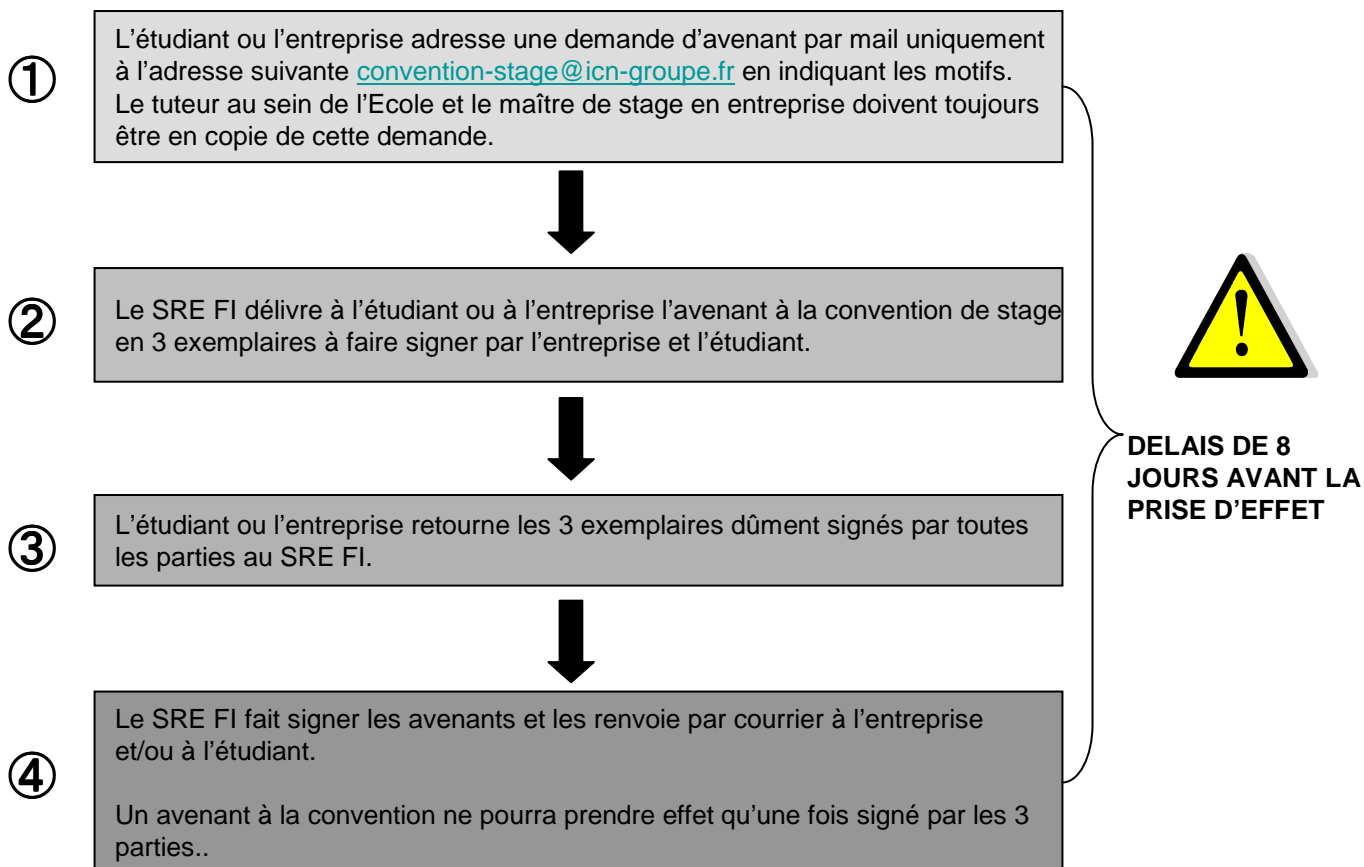 ①
L’étudiant ou l’entreprise adresse une demande d’avenant par mail uniquement
à l’adresse suivante convention-stage@icn-groupe.fr en indiquant les motifs.
Le tuteur au sein de l’Ecole et le maître de stage en entreprise doivent toujours
être en copie de cette demande.
②
Le SRE FI délivre à l’étudiant ou à l’entreprise l’avenant à la convention de stage
en 3 exemplaires à faire signer par l’entreprise et l’étudiant.
③
L’étudiant ou l’entreprise retourne les 3 exemplaires dûment signés par toutes
les parties au SRE FI.
④
Le SRE FI fait signer les avenants et les renvoie par courrier à l’entreprise
et/ou à l’étudiant.
Un avenant à la convention ne pourra prendre effet qu’une fois signé par les 3
parties..
!
DELAIS DE 8
JOURS AVANT LA
PRISE D’EFFET